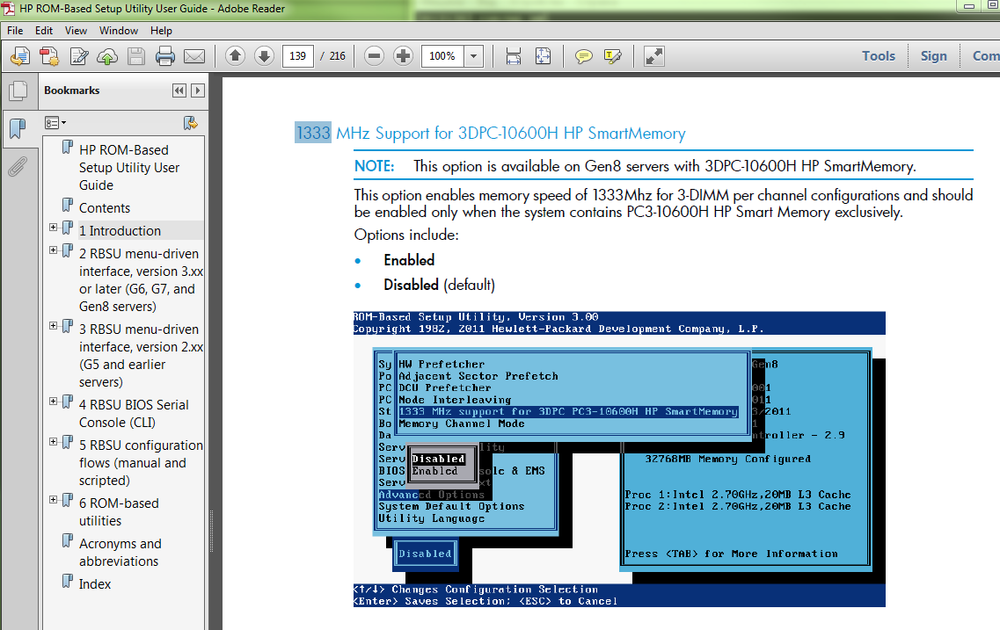 HP ROM-Based Setup Utility User Guide - Adobe Reader
File Edit View Window Help
139 / 216 100% Tools Sign Com
Bookmarks
HP ROM-Based
Setup Utility User
Guide
Contents
1 Introduction
2 RBSU menu-driven
interface, version 3.xx
or later (G6, G7, and
Gen8 servers)
3 RBSU menu-driven
interface, version 2.xx
(G5 and earlier
servers)
4 RBSU BIOS Serial
Console (CLI)
5 RBSU configuration
flows (manual and
scripted)
6 ROM-based
utilities
Acronyms and
abbreviations
Index
1333 MHz Support for 3DPC-10600H HP SmartMemory
NOTE: This option is available on Gen8 servers with 3DPC-10600H HP SmartMemory.
This option enables memory speed of 1333Mhz for 3-DIMM per channel configurations and should
be enabled only when the system contains PC3-10600H HP Smart Memory exclusively.
Options include:
• Enabled
• Disabled (default)
ROM-Based Setup Utility, Version 3.00
Copyright 1982, 2011 Hewlett-Packard Development Company, L.P.
Sy HW Prefetcher Gen8
Po Adjacent Sector Prefetch
PC DCU Prefetcher 001
PC Node Interleaving 011
St 1333 MHz support for 3DPC PC3-10600H HP SmartMemory 3/2011
Bo Memory Channel Mode 1
Da ntroller - 2.9
Serv lity
Serv Disabled 32768MB Memory Configured
BIOS Enabled sole & EMS
Serv xt
Advanced Options Proc 1:Intel 2.70GHz,20MB L3 Cache
System Default Options Proc 2:Intel 2.70GHz,20MB L3 Cache
Utility Language
Disabled Press <TAB> for More Information
<↑/↓> Changes Configuration Selection
<Enter> Saves Selection; <ESC> to Cancel